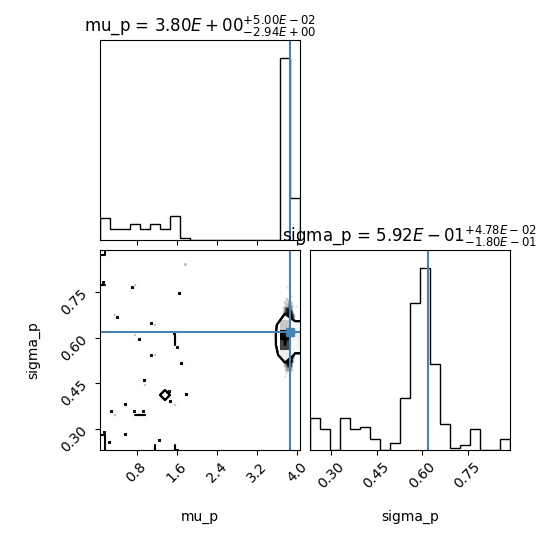 mu_p = 3.80E + 00^{+5.00E-02}_{-2.94E+00}
sigma_p = 5.92E − 01^{+4.78E-02}_{-1.80E-01}
sigma_p
0.75
0.60
0.45
0.30
0.8
1.6
2.4
3.2
4.0
mu_p
0.30
0.45
0.60
0.75
sigma_p